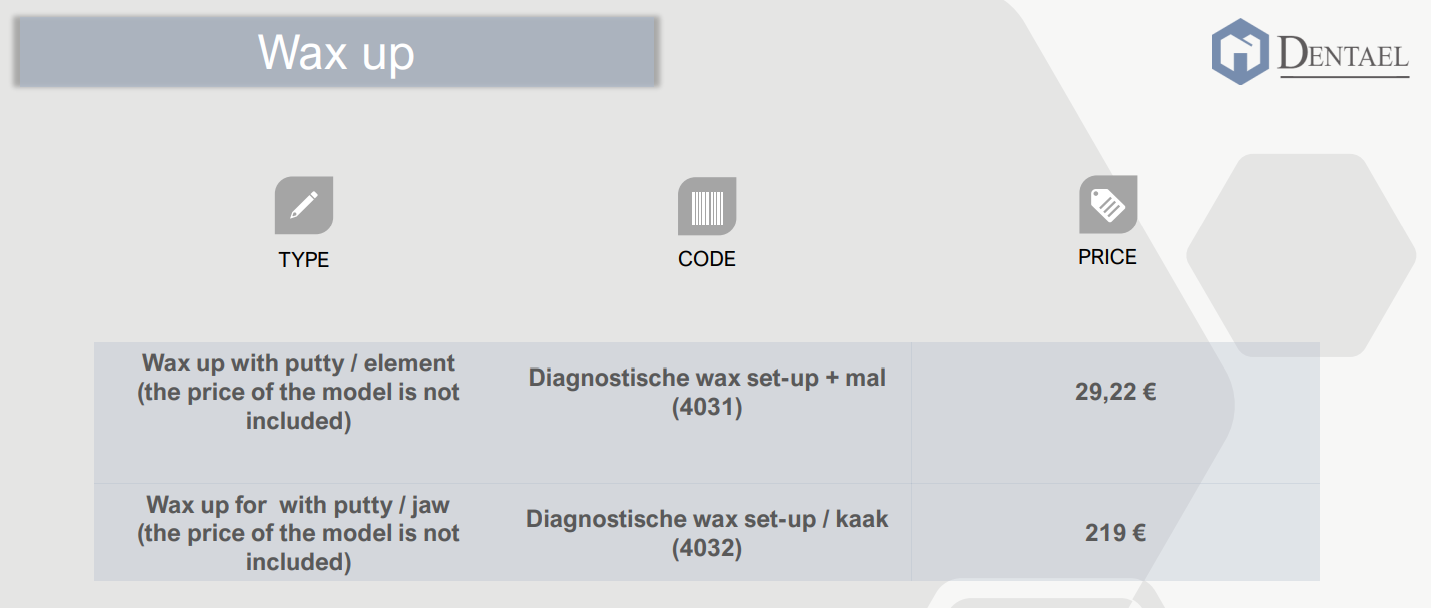 Wax up
DENTAEL
TYPE
CODE
PRICE
Wax up with putty / element
(the price of the model is not
included)
Diagnostische wax set-up + mal
(4031)
29,22 €
Wax up for with putty / jaw
(the price of the model is not
included)
Diagnostische wax set-up / kaak
(4032)
219 €